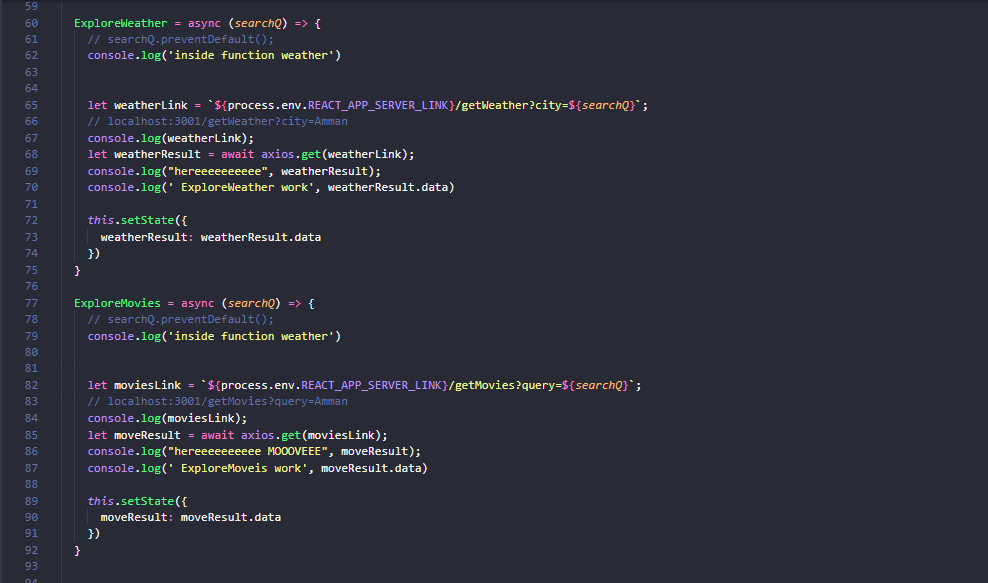 59
60 ExploreWeather = async (searchQ) => {
61 // searchQ.preventDefault();
62 console.log('inside function weather')
63
64
65 let weatherLink = `${process.env.REACT_APP_SERVER_LINK}/getWeather?city=${searchQ}`;
66 // localhost:3001/getWeather?city=Amman
67 console.log(weatherLink);
68 let weatherResult = await axios.get(weatherLink);
69 console.log("hereeeeeeeeee", weatherResult);
70 console.log(' ExploreWeather work', weatherResult.data)
71
72 this.setState({
73 weatherResult: weatherResult.data
74 })
75 }
76
77 ExploreMovies = async (searchQ) => {
78 // searchQ.preventDefault();
79 console.log('inside function weather')
80
81
82 let moviesLink = `${process.env.REACT_APP_SERVER_LINK}/getMovies?query=${searchQ}`;
83 // localhost:3001/getMovies?query=Amman
84 console.log(moviesLink);
85 let moveResult = await axios.get(moviesLink);
86 console.log("hereeeeeeeeee MOOOVEEE", moveResult);
87 console.log(' ExploreMoveis work', moveResult.data)
88
89 this.setState({
90 moveResult: moveResult.data
91 })
92 }
93
94